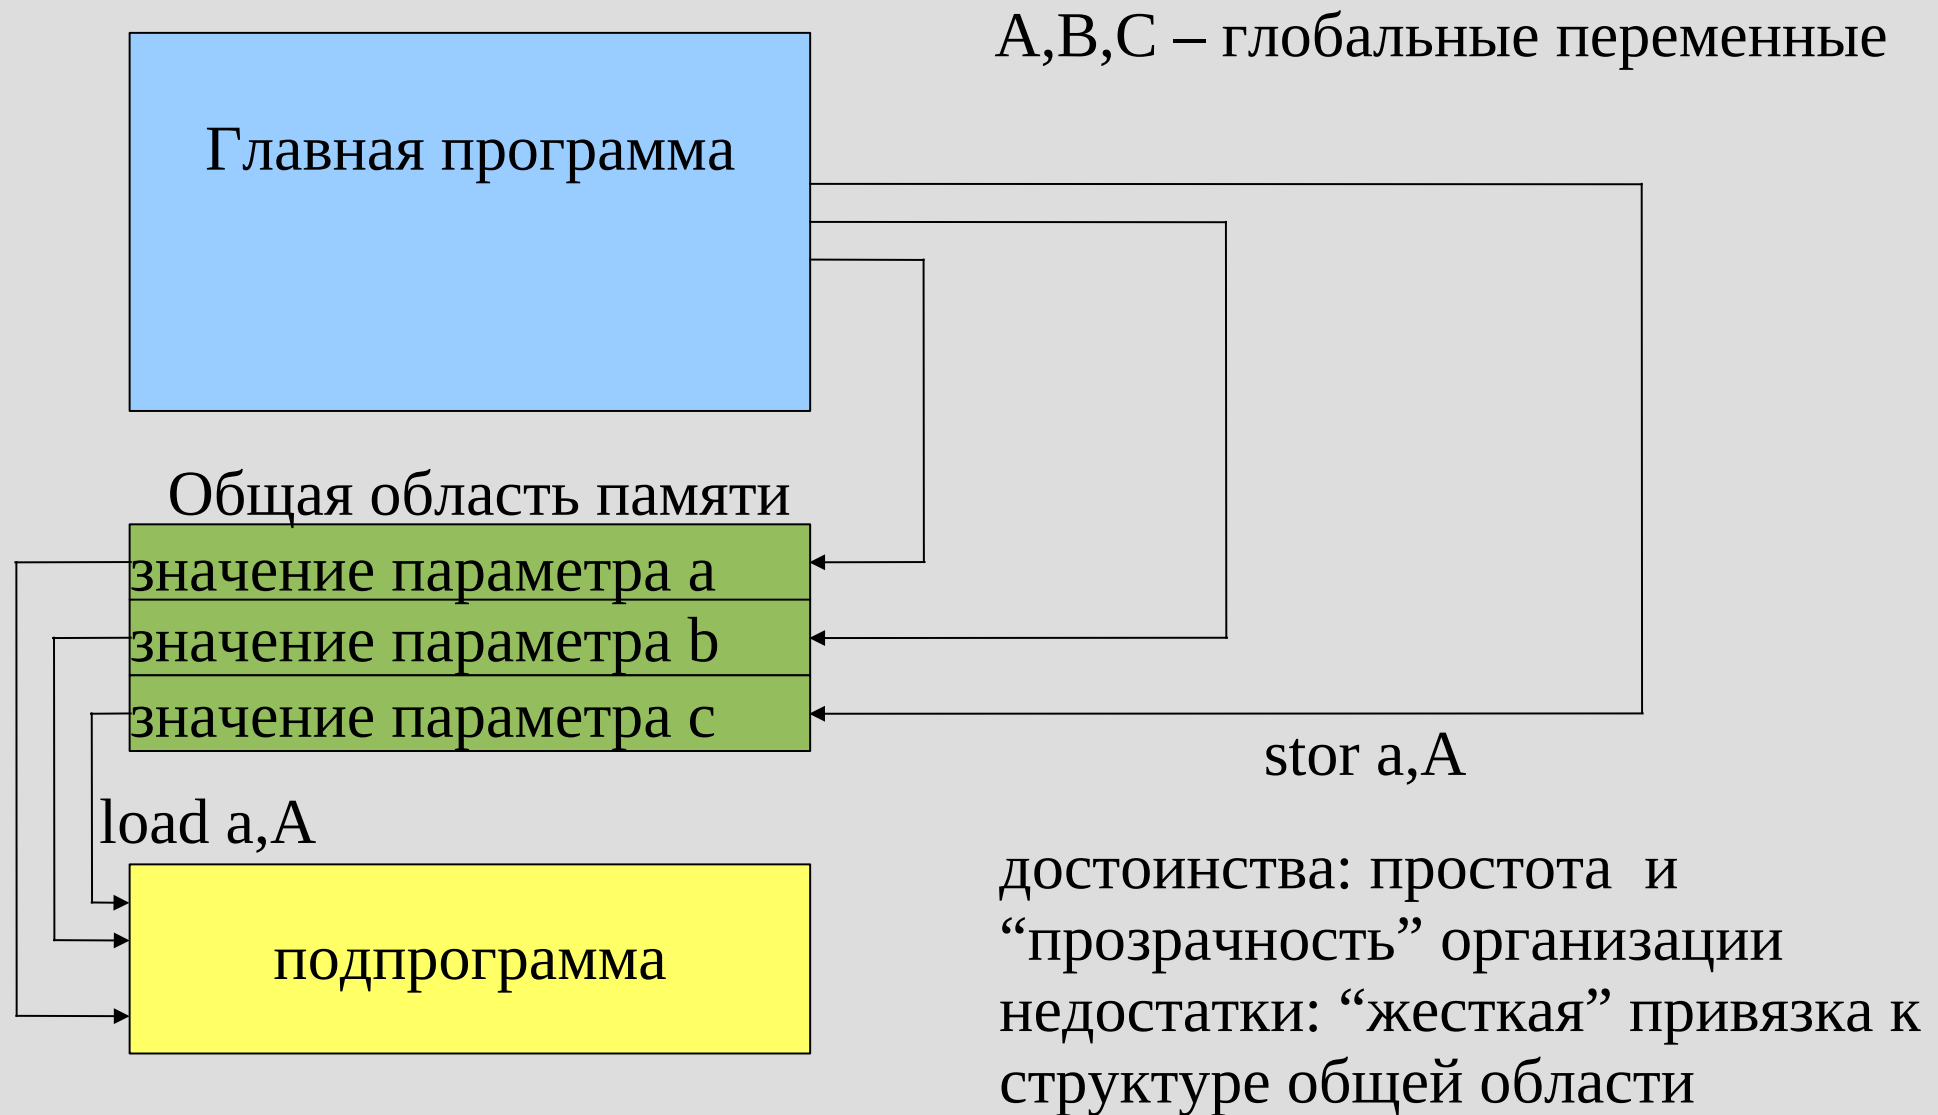 A,B,C – глобальные переменные
Главная программа
Общая область памяти
значение параметра a
значение параметра b
значение параметра c
stor a,A
load a,A
подпрограмма
достоинства: простота и
“прозрачность” организации
недостатки: “жесткая” привязка к
структуре общей области